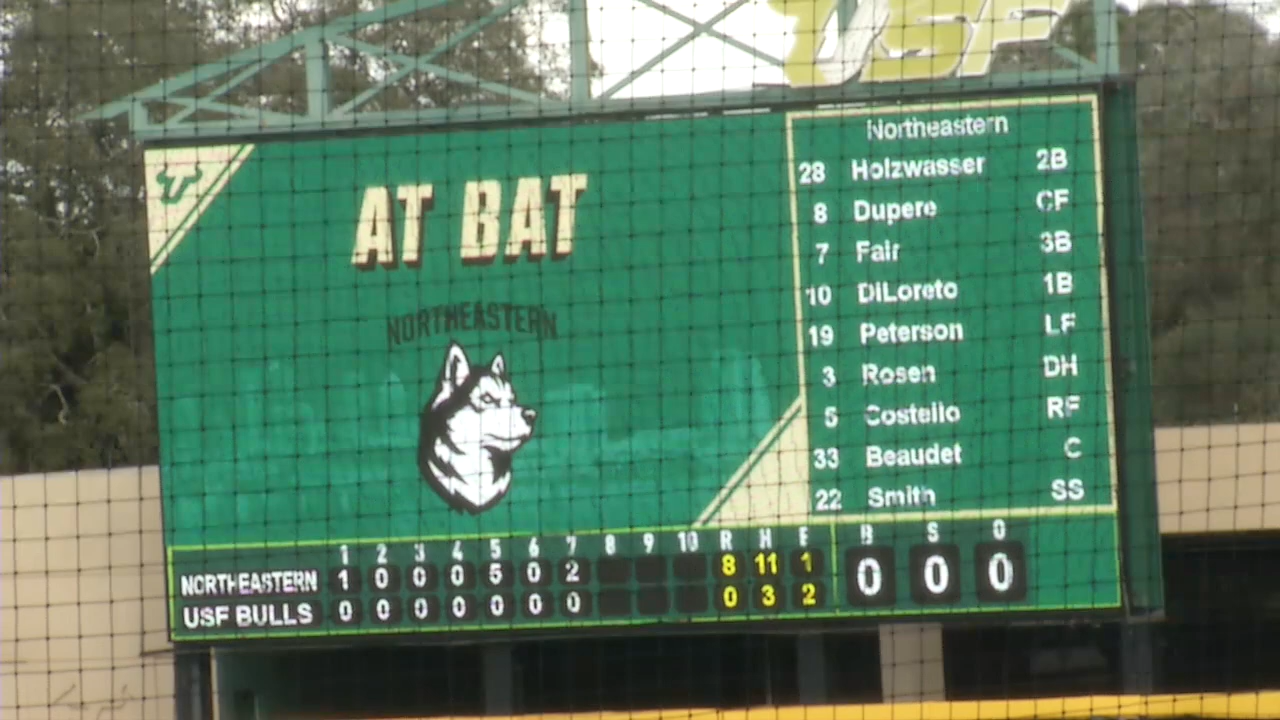 USF
AT BAT
NORTHEASTERN
Northeastern
28 Holzwasser 2B
8 Dupere CF
7 Fair 3B
10 DiLoreto 1B
19 Peterson LF
3 Rosen DH
5 Costello RF
33 Beaudet C
22 Smith SS
1 2 3 4 5 6 7 8 9 10 R H E B S O
NORTHEASTERN 1 0 0 0 5 0 2 8 11 1 0 0 0
USF BULLS 0 0 0 0 0 0 0 0 3 2